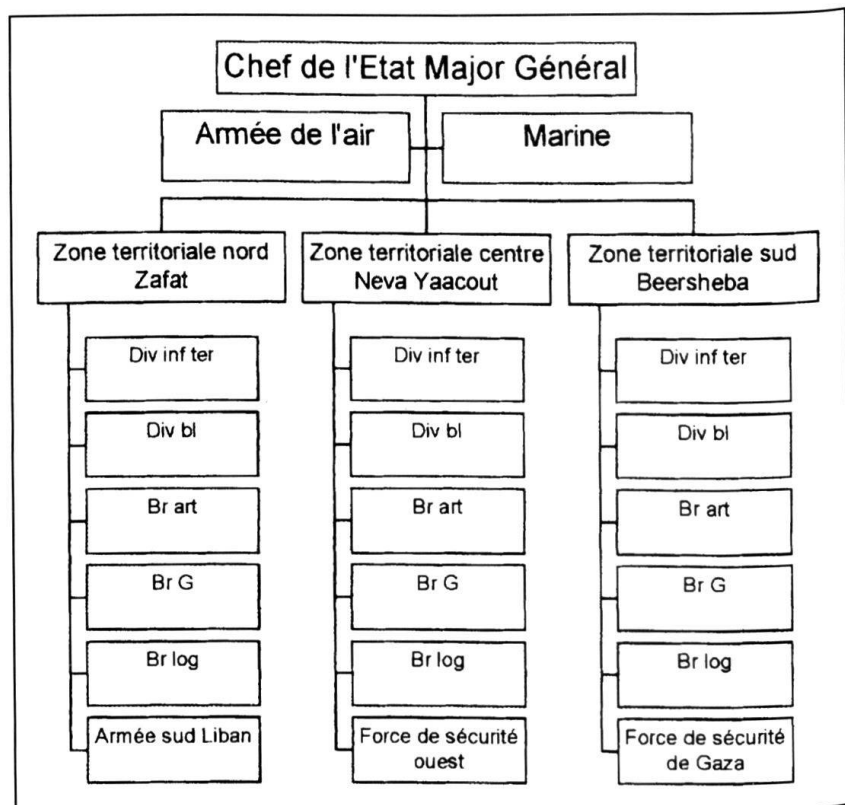 Chef de l'Etat Major Général
Armée de l'air
Marine
Zone territoriale nord
Zafat
Div inf ter
Div bl
Br art
Br G
Br log
Armée sud Liban
Zone territoriale centre
Neva Yaacout
Div inf ter
Div bl
Br art
Br G
Br log
Force de sécurité
ouest
Zone territoriale sud
Beersheba
Div inf ter
Div bl
Br art
Br G
Br log
Force de sécurité
de Gaza